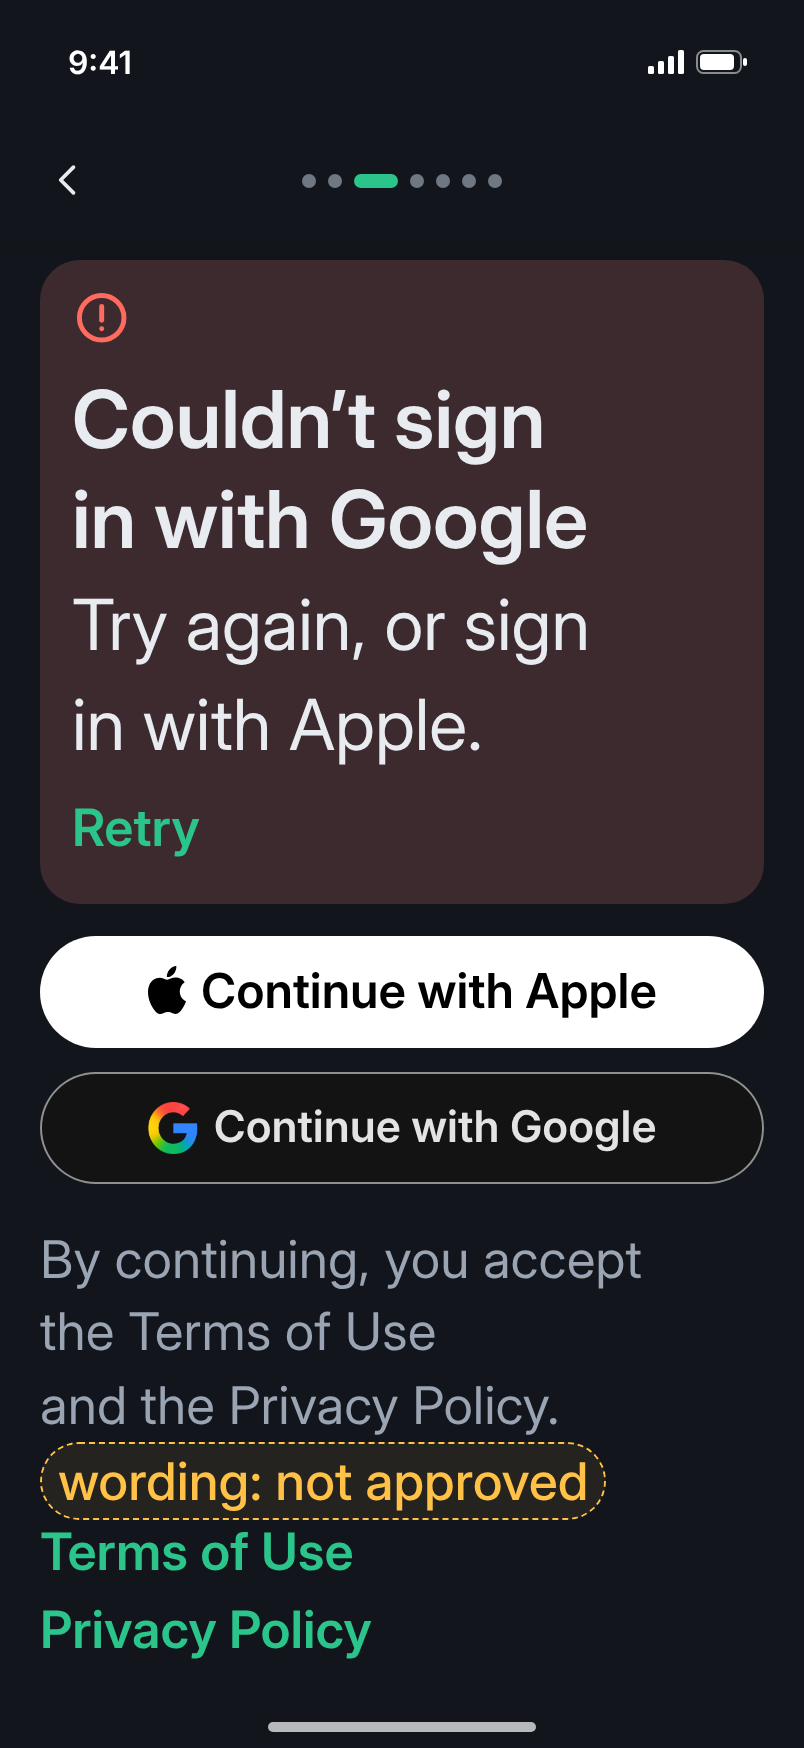 9:41
Couldn’t sign
in with Google
Try again, or sign
in with Apple.
Retry
Continue with Apple
Continue with Google
By continuing, you accept
the Terms of Use
and the Privacy Policy.
wording: not approved
Terms of Use
Privacy Policy